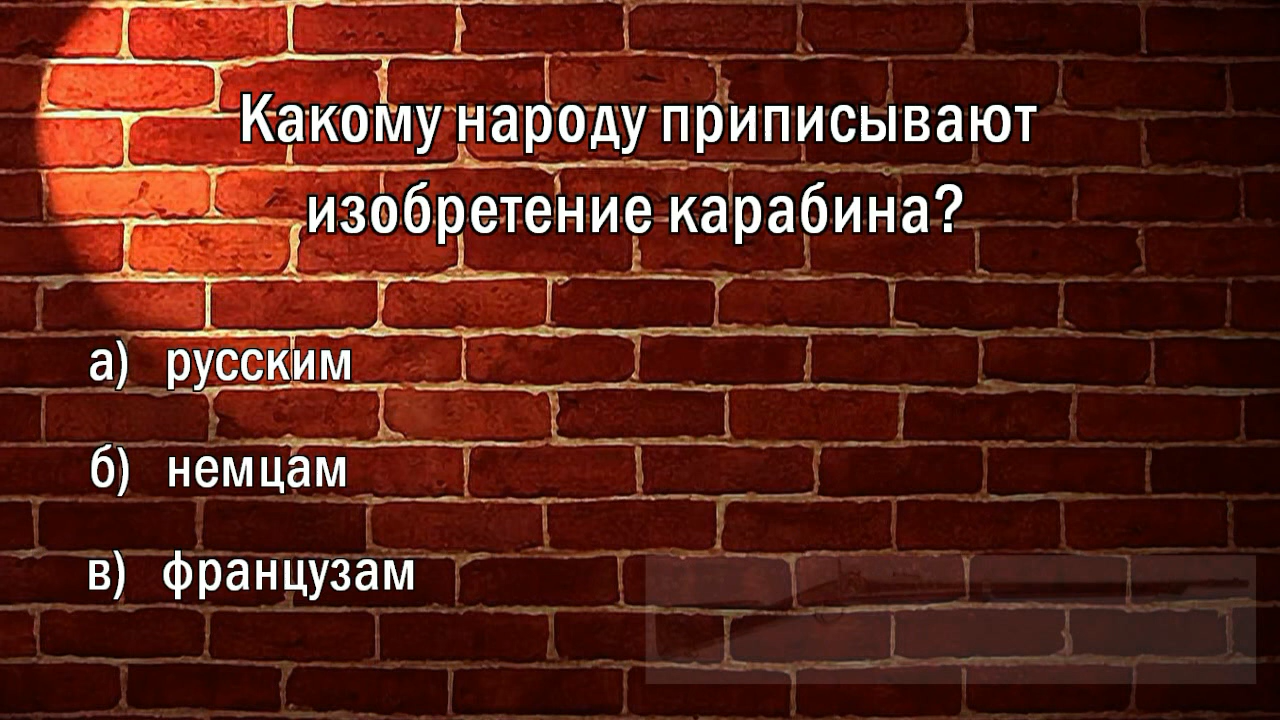 Какому народу приписывают
изобретение карабина?
а) русским
б) немцам
в) французам